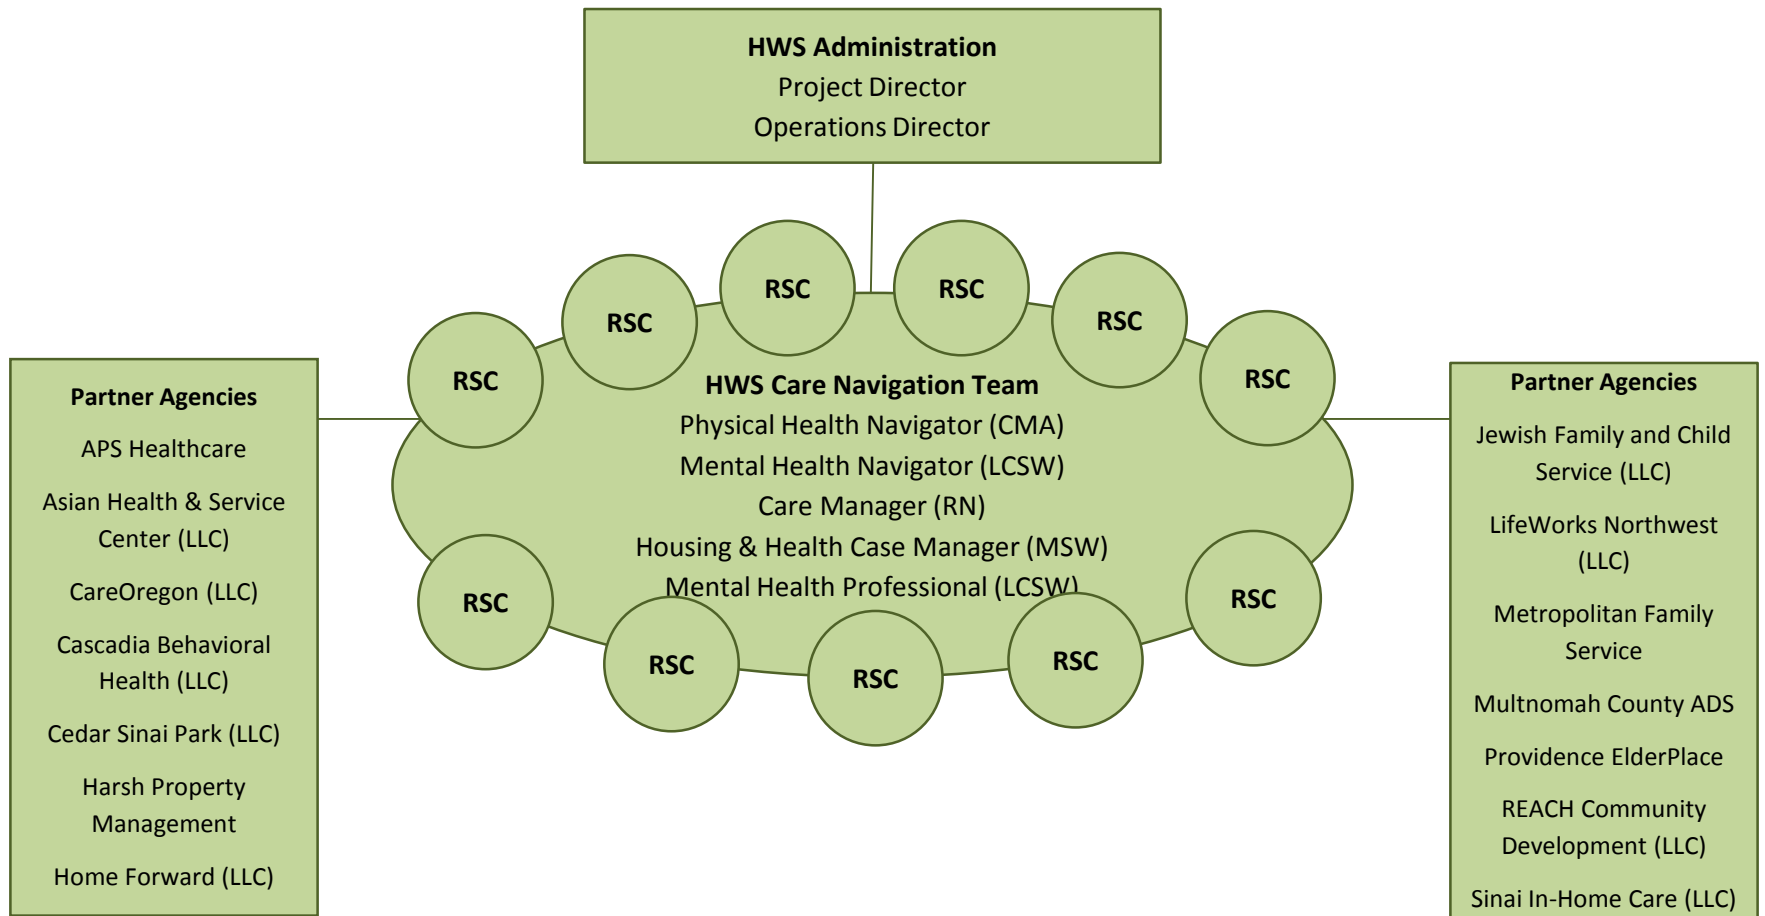 HWS Administration
Project Director
Operations Director
RSC
RSC
RSC
RSC
RSC
RSC
HWS Care Navigation Team
Physical Health Navigator (CMA)
Mental Health Navigator (LCSW)
Care Manager (RN)
Housing & Health Case Manager (MSW)
Mental Health Professional (LCSW)
RSC
RSC
RSC
RSC
RSC
Partner Agencies
APS Healthcare
Asian Health & Service
Center (LLC)
CareOregon (LLC)
Cascadia Behavioral
Health (LLC)
Cedar Sinai Park (LLC)
Harsh Property
Management
Home Forward (LLC)
Partner Agencies
Jewish Family and Child
Service (LLC)
LifeWorks Northwest
(LLC)
Metropolitan Family
Service
Multnomah County ADS
Providence ElderPlace
REACH Community
Development (LLC)
Sinai In-Home Care (LLC)